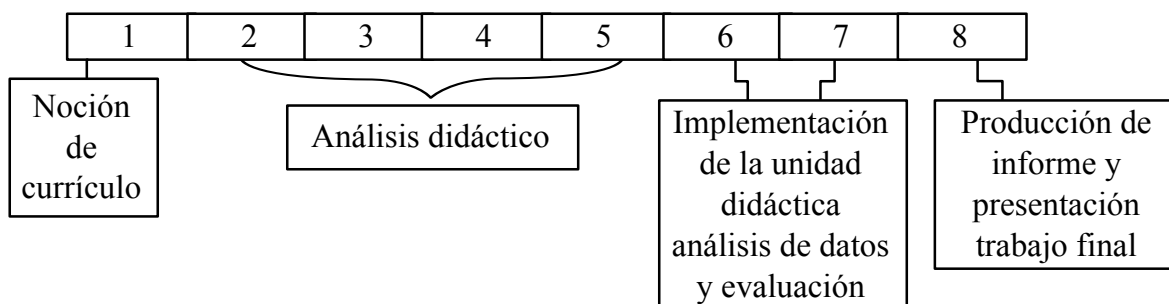 1 2 3 4 5 6 7 8
Noción
de
currículo
Análisis didáctico
Implementación
de la unidad
didáctica
análisis de datos
y evaluación
Producción de
informe y
presentación
trabajo final